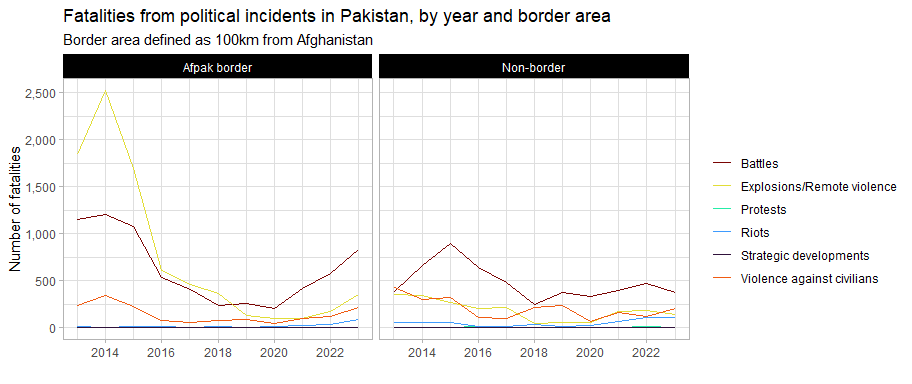 Fatalities from political incidents in Pakistan, by year and border area
Border area defined as 100km from Afghanistan
Afpak border
Non-border
Number of fatalities
2,500
2,000
1,500
1,000
500
0
2014
2016
2018
2020
2022
2014
2016
2018
2020
2022
Battles
Explosions/Remote violence
Protests
Riots
Strategic developments
Violence against civilians